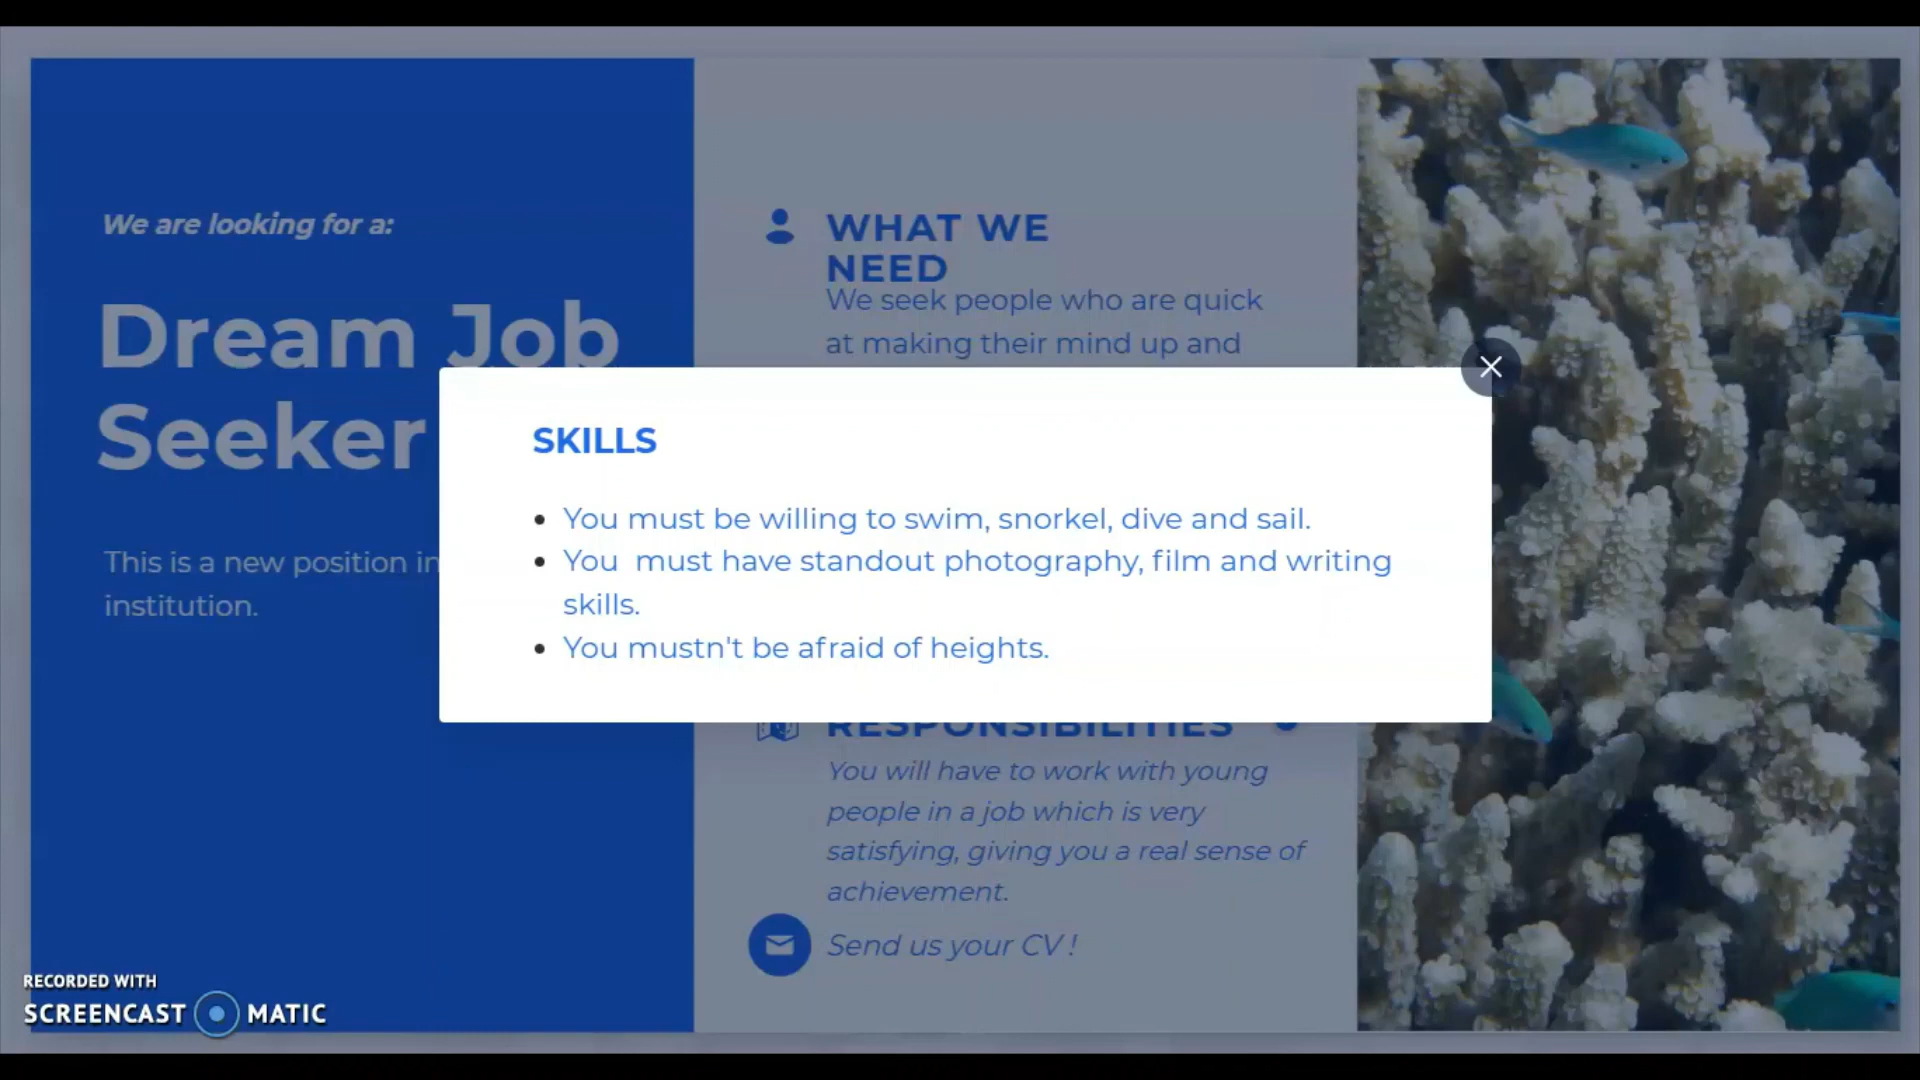 We are looking for a:
Dream Job
Seeker
This is a new position in
institution.
WHAT WE
NEED
We seek people who are quick
at making their mind up and
SKILLS
You must be willing to swim, snorkel, dive and sail.
You must have standout photography, film and writing
skills.
You mustn't be afraid of heights.
RESPONSIBILITIES
You will have to work with young
people in a job which is very
satisfying, giving you a real sense of
achievement.
Send us your CV !
RECORDED WITH
SCREENCAST MATIC